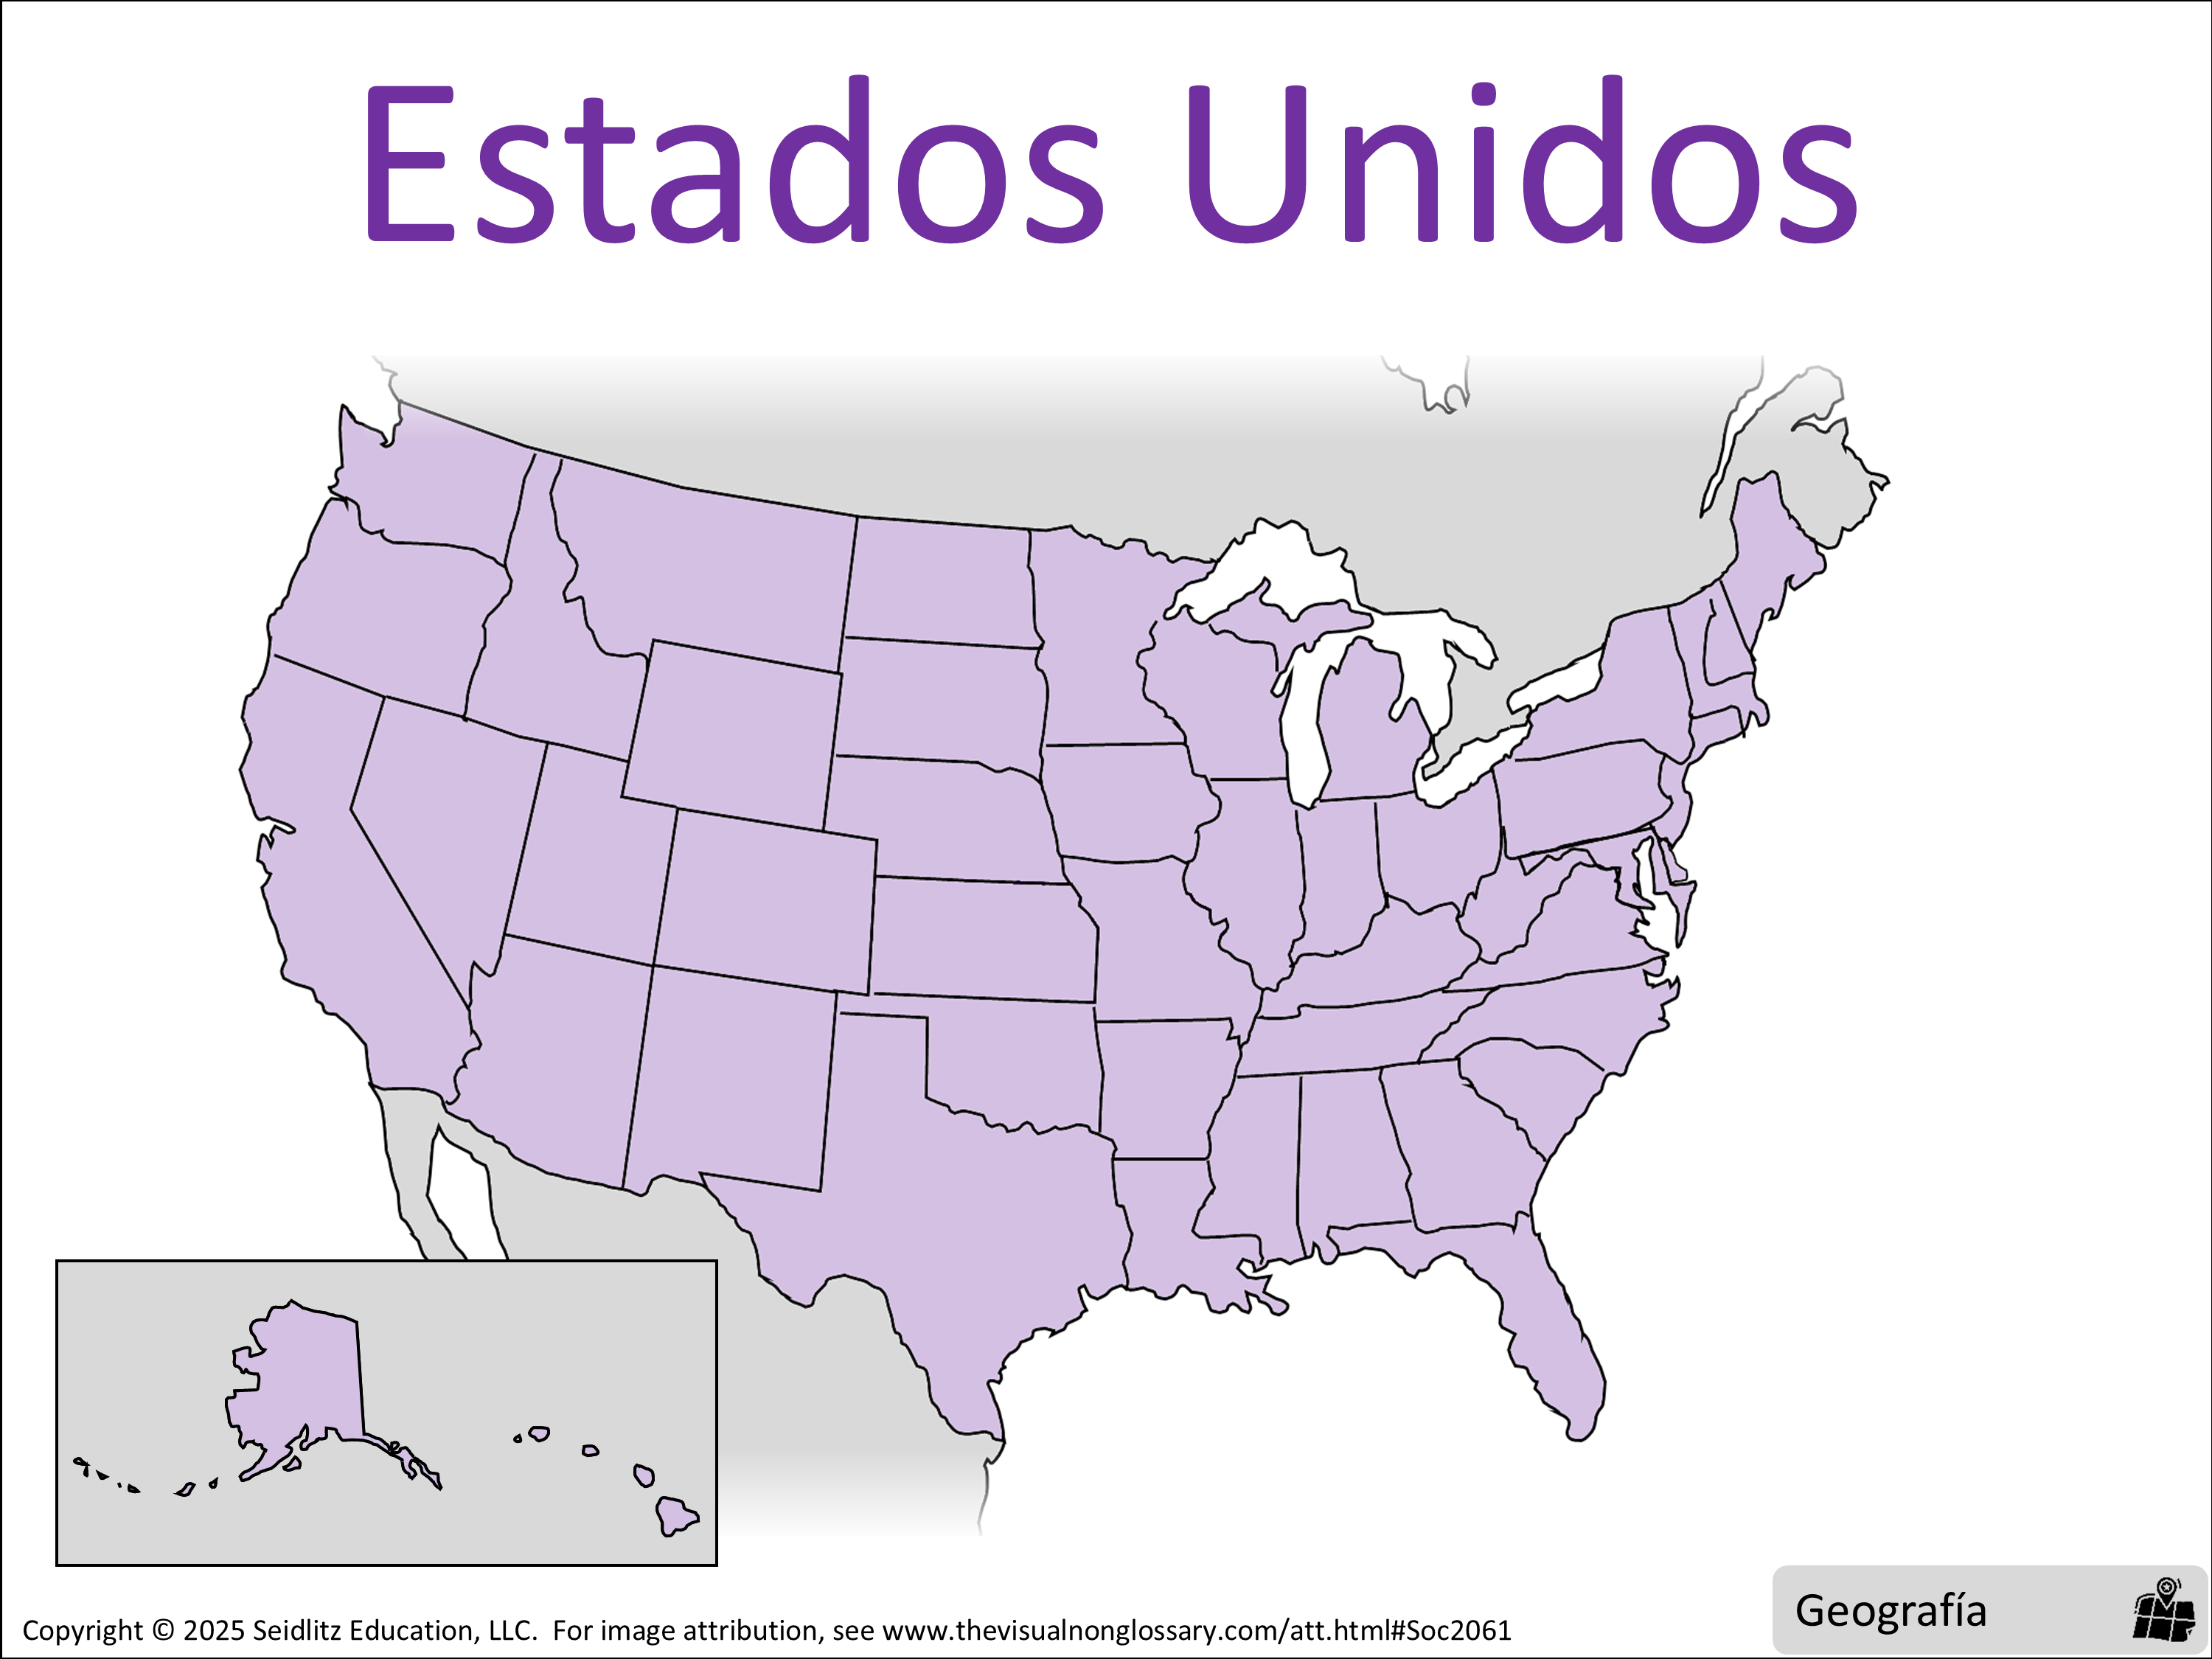 Estados Unidos
Geografía
Copyright © 2025 Seidlitz Education, LLC.  For image attribution, see www.thevisualnonglossary.com/att.html#Soc2061